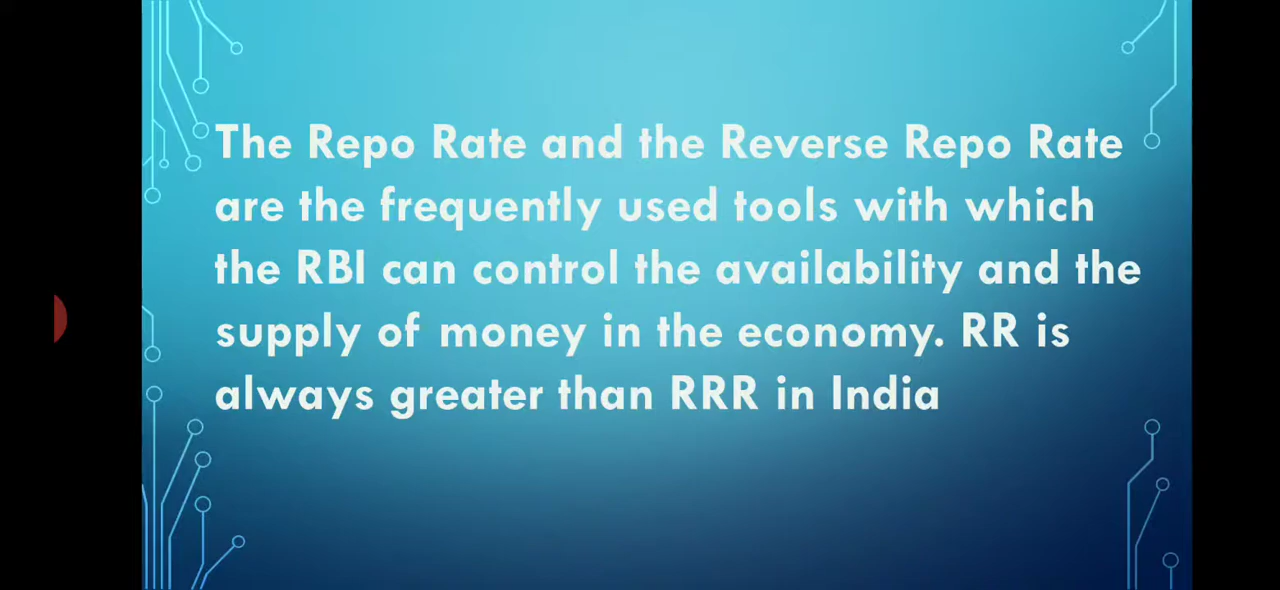 The Repo Rate and the Reverse Repo Rate
are the frequently used tools with which
the RBI can control the availability and the
supply of money in the economy. RR is
always greater than RRR in India